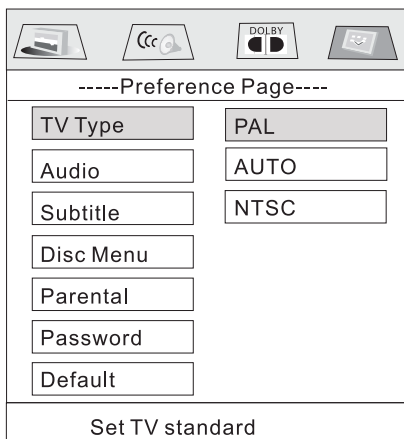 DOLBY
-----Preference Page----
TV Type
PAL
Audio
AUTO
Subtitle
NTSC
Disc Menu
Parental
Password
Default
Set TV standard